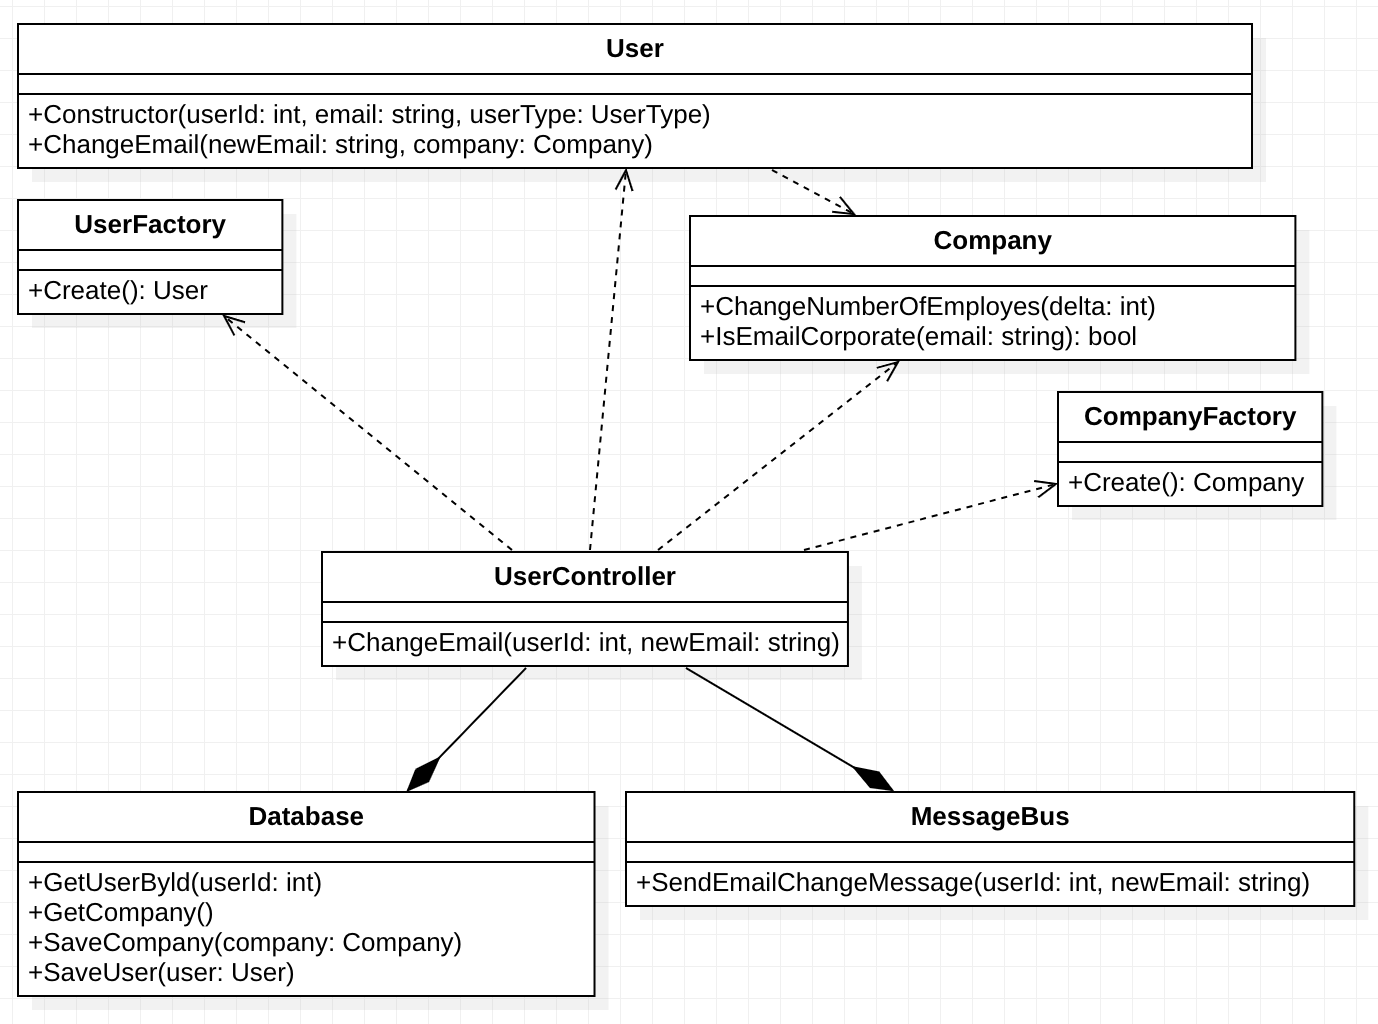 User
+Constructor(userId: int, email: string, userType: UserType)
+ChangeEmail(newEmail: string, company: Company)
UserFactory
+Create(): User
Company
+ChangeNumberOfEmployes(delta: int)
+IsEmailCorporate(email: string): bool
CompanyFactory
+Create(): Company
UserController
+ChangeEmail(userId: int, newEmail: string)
Database
+GetUserById(userId: int)
+GetCompany()
+SaveCompany(company: Company)
+SaveUser(user: User)
MessageBus
+SendEmailChangeMessage(userId: int, newEmail: string)